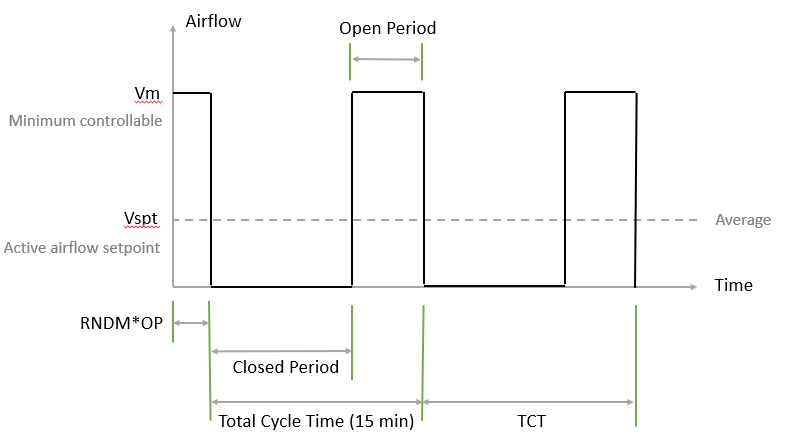 Airflow
Open Period
Vm
Minimum controllable
Vspt
Average
Active airflow setpoint
Time
RNDM*OP
Closed Period
Total Cycle Time (15 min)
TCT